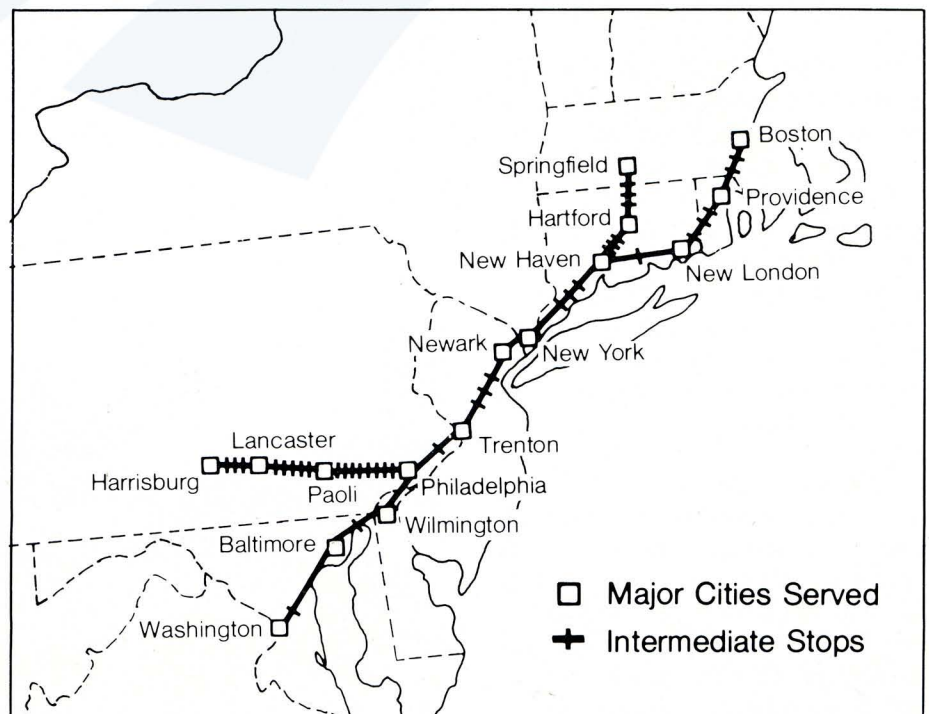 Boston
Springfield
Providence
Hartford
New Haven
New London
Newark
New York
Trenton
Lancaster
Harrisburg
Paoli
Philadelphia
Wilmington
Baltimore
Washington
Major Cities Served
Intermediate Stops